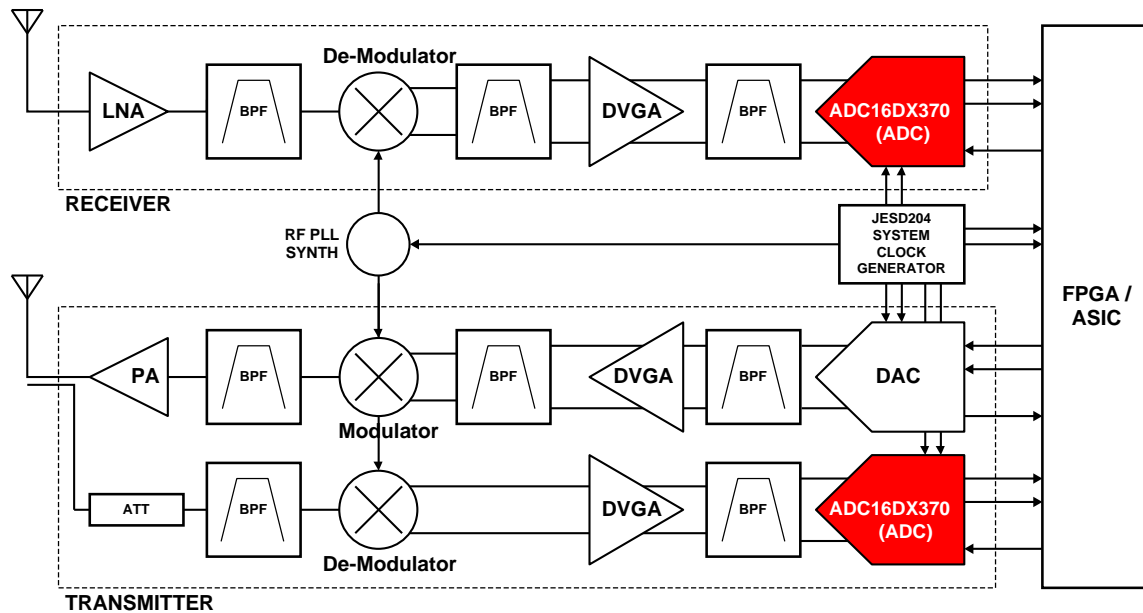 De-Modulator
LNA
BPF
BPF
DVGA
BPF
ADC16DX370
(ADC)
RECEIVER
RF PLL
SYNTH
JESD204
SYSTEM
CLOCK
GENERATOR
FPGA /
ASIC
PA
BPF
BPF
DVGA
BPF
DAC
Modulator
ATT
BPF
DVGA
BPF
ADC16DX370
(ADC)
De-Modulator
TRANSMITTER